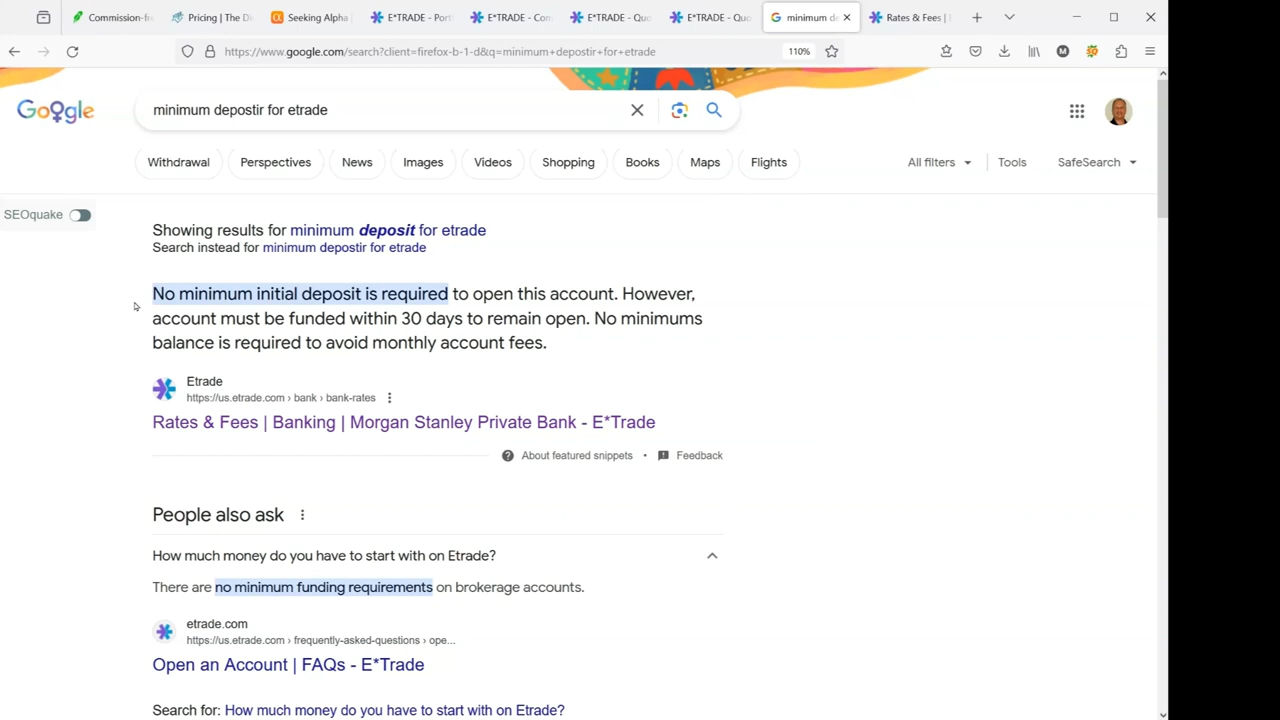 Commission-fr
Pricing | The Di
Seeking Alpha
E*TRADE - Port
E*TRADE - Com
E*TRADE - Quo
E*TRADE - Quo
minimum de
Rates & Fees |
https://www.google.com/search?client=firefox-b-1-d&q=minimum+depostir+for+etrade
110%
M
Google
minimum depostir for etrade
Withdrawal
Perspectives
News
Images
Videos
Shopping
Books
Maps
Flights
All filters
Tools
SafeSearch
SEOquake
Showing results for minimum deposit for etrade
Search instead for minimum depostir for etrade
No minimum initial deposit is required to open this account. However,
account must be funded within 30 days to remain open. No minimums
balance is required to avoid monthly account fees.
Etrade
https://us.etrade.com › bank › bank-rates
Rates & Fees | Banking | Morgan Stanley Private Bank - E*Trade
About featured snippets • Feedback
People also ask
How much money do you have to start with on Etrade?
There are no minimum funding requirements on brokerage accounts.
etrade.com
https://us.etrade.com › frequently-asked-questions › ope...
Open an Account | FAQs - E*Trade
Search for: How much money do you have to start with on Etrade?